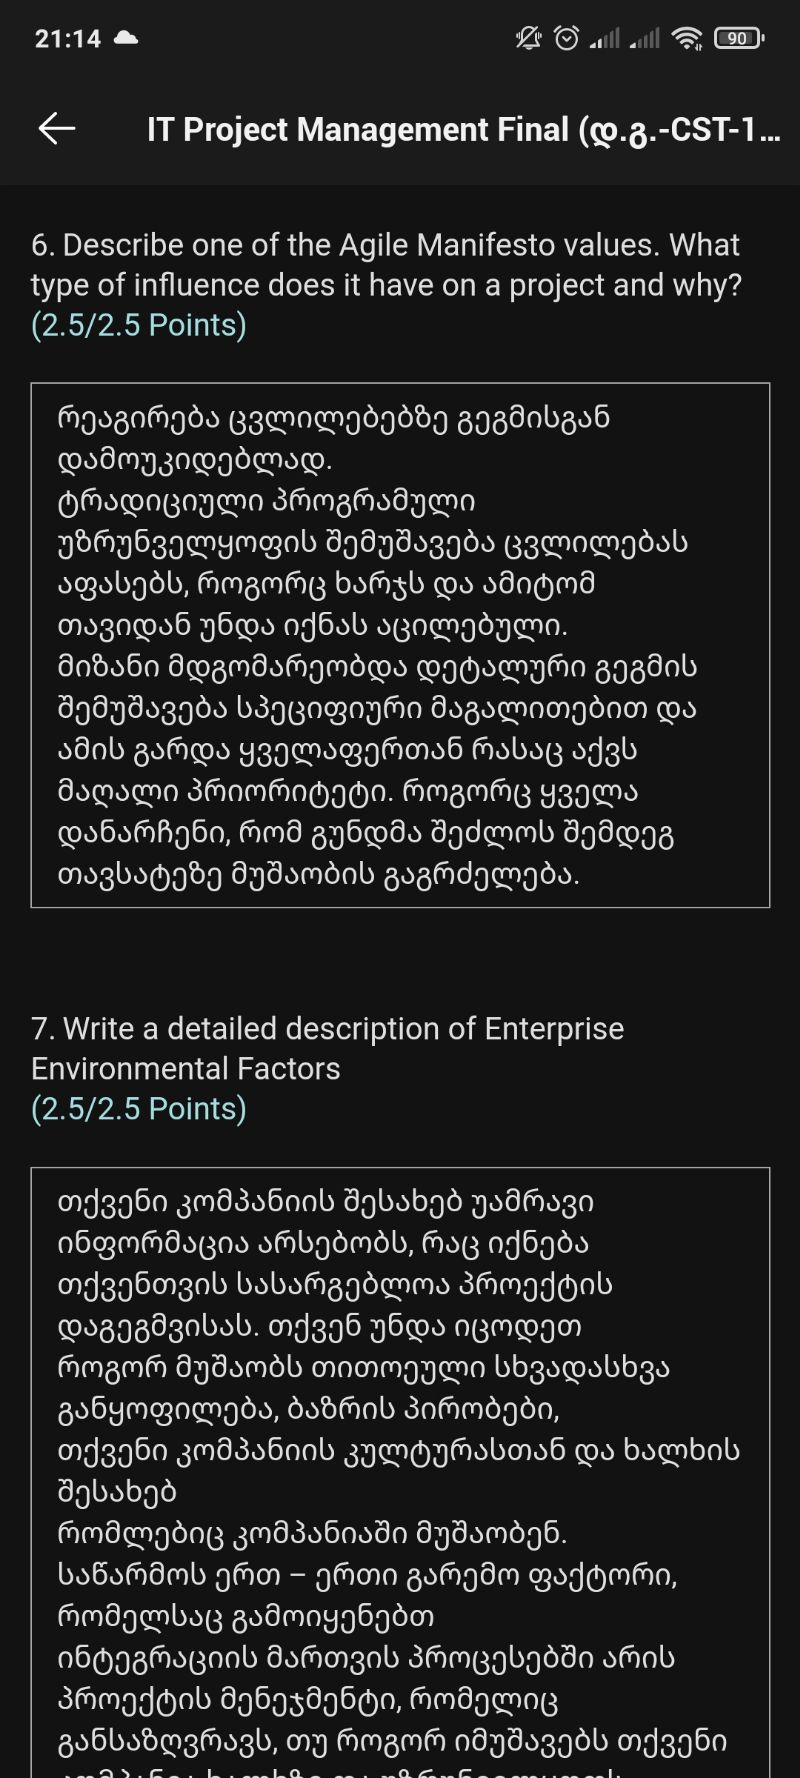 21:14
90
IT Project Management Final (დ.გ.-CST-1...
6. Describe one of the Agile Manifesto values. What
type of influence does it have on a project and why?
(2.5/2.5 Points)
რეაგირება ცვლილებებზე გეგმისგან
დამოუკიდებლად.
ტრადიციული პროგრამული
უზრუნველყოფის შემუშავება ცვლილებას
აფასებს, როგორც ხარჯს და ამიტომ
თავიდან უნდა იქნას აცილებული.
მიზანი მდგომარეობდა დეტალური გეგმის
შემუშავება სპეციფიური მაგალითებით და
ამის გარდა ყველაფერთან რასაც აქვს
მაღალი პრიორიტეტი. როგორც ყველა
დანარჩენი, რომ გუნდმა შეძლოს შემდეგ
თავსატეზე მუშაობის გაგრძელება.
7. Write a detailed description of Enterprise
Environmental Factors
(2.5/2.5 Points)
თქვენი კომპანიის შესახებ უამრავი
ინფორმაცია არსებობს, რაც იქნება
თქვენთვის სასარგებლოა პროექტის
დაგეგმვისას. თქვენ უნდა იცოდეთ
როგორ მუშაობს თითოეული სხვადასხვა
განყოფილება, ბაზრის პირობები,
თქვენი კომპანიის კულტურასთან და ხალხის
შესახებ
რომლებიც კომპანიაში მუშაობენ.
საწარმოს ერთ – ერთი გარემო ფაქტორი,
რომელსაც გამოიყენებთ
ინტეგრაციის მართვის პროცესებში არის
პროექტის მენეჯმენტი, რომელიც
განსაზღვრავს, თუ როგორ იმუშავებს თქვენი